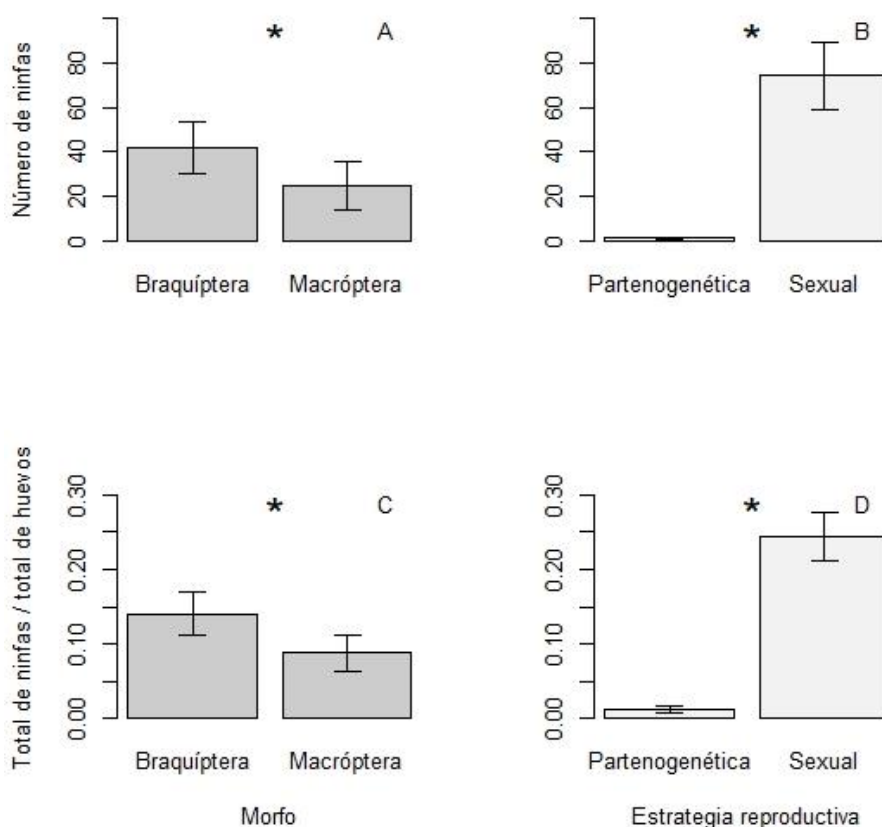 * A
Número de ninfas
80
60
40
20
0
Braquíptera Macróptera
* B
80
60
40
20
0
Partenogenética Sexual
* C
Total de ninfas / total de huevos
0.30
0.20
0.10
0.00
Braquíptera Macróptera
Morfo
* D
0.30
0.20
0.10
0.00
Partenogenética Sexual
Estrategia reproductiva